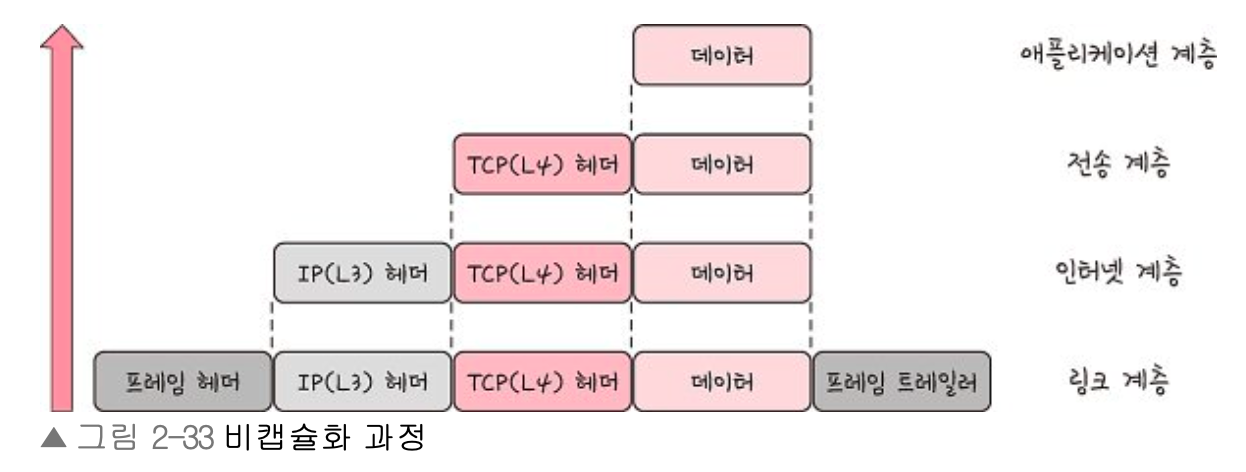 데이터 애플리케이션 계층
TCP(L4) 헤더 데이터 전송 계층
IP(L3) 헤더 TCP(L4) 헤더 데이터 인터넷 계층
프레임 헤더 IP(L3) 헤더 TCP(L4) 헤더 데이터 프레임 트레일러 링크 계층
▲ 그림 2-33 비캡슐화 과정